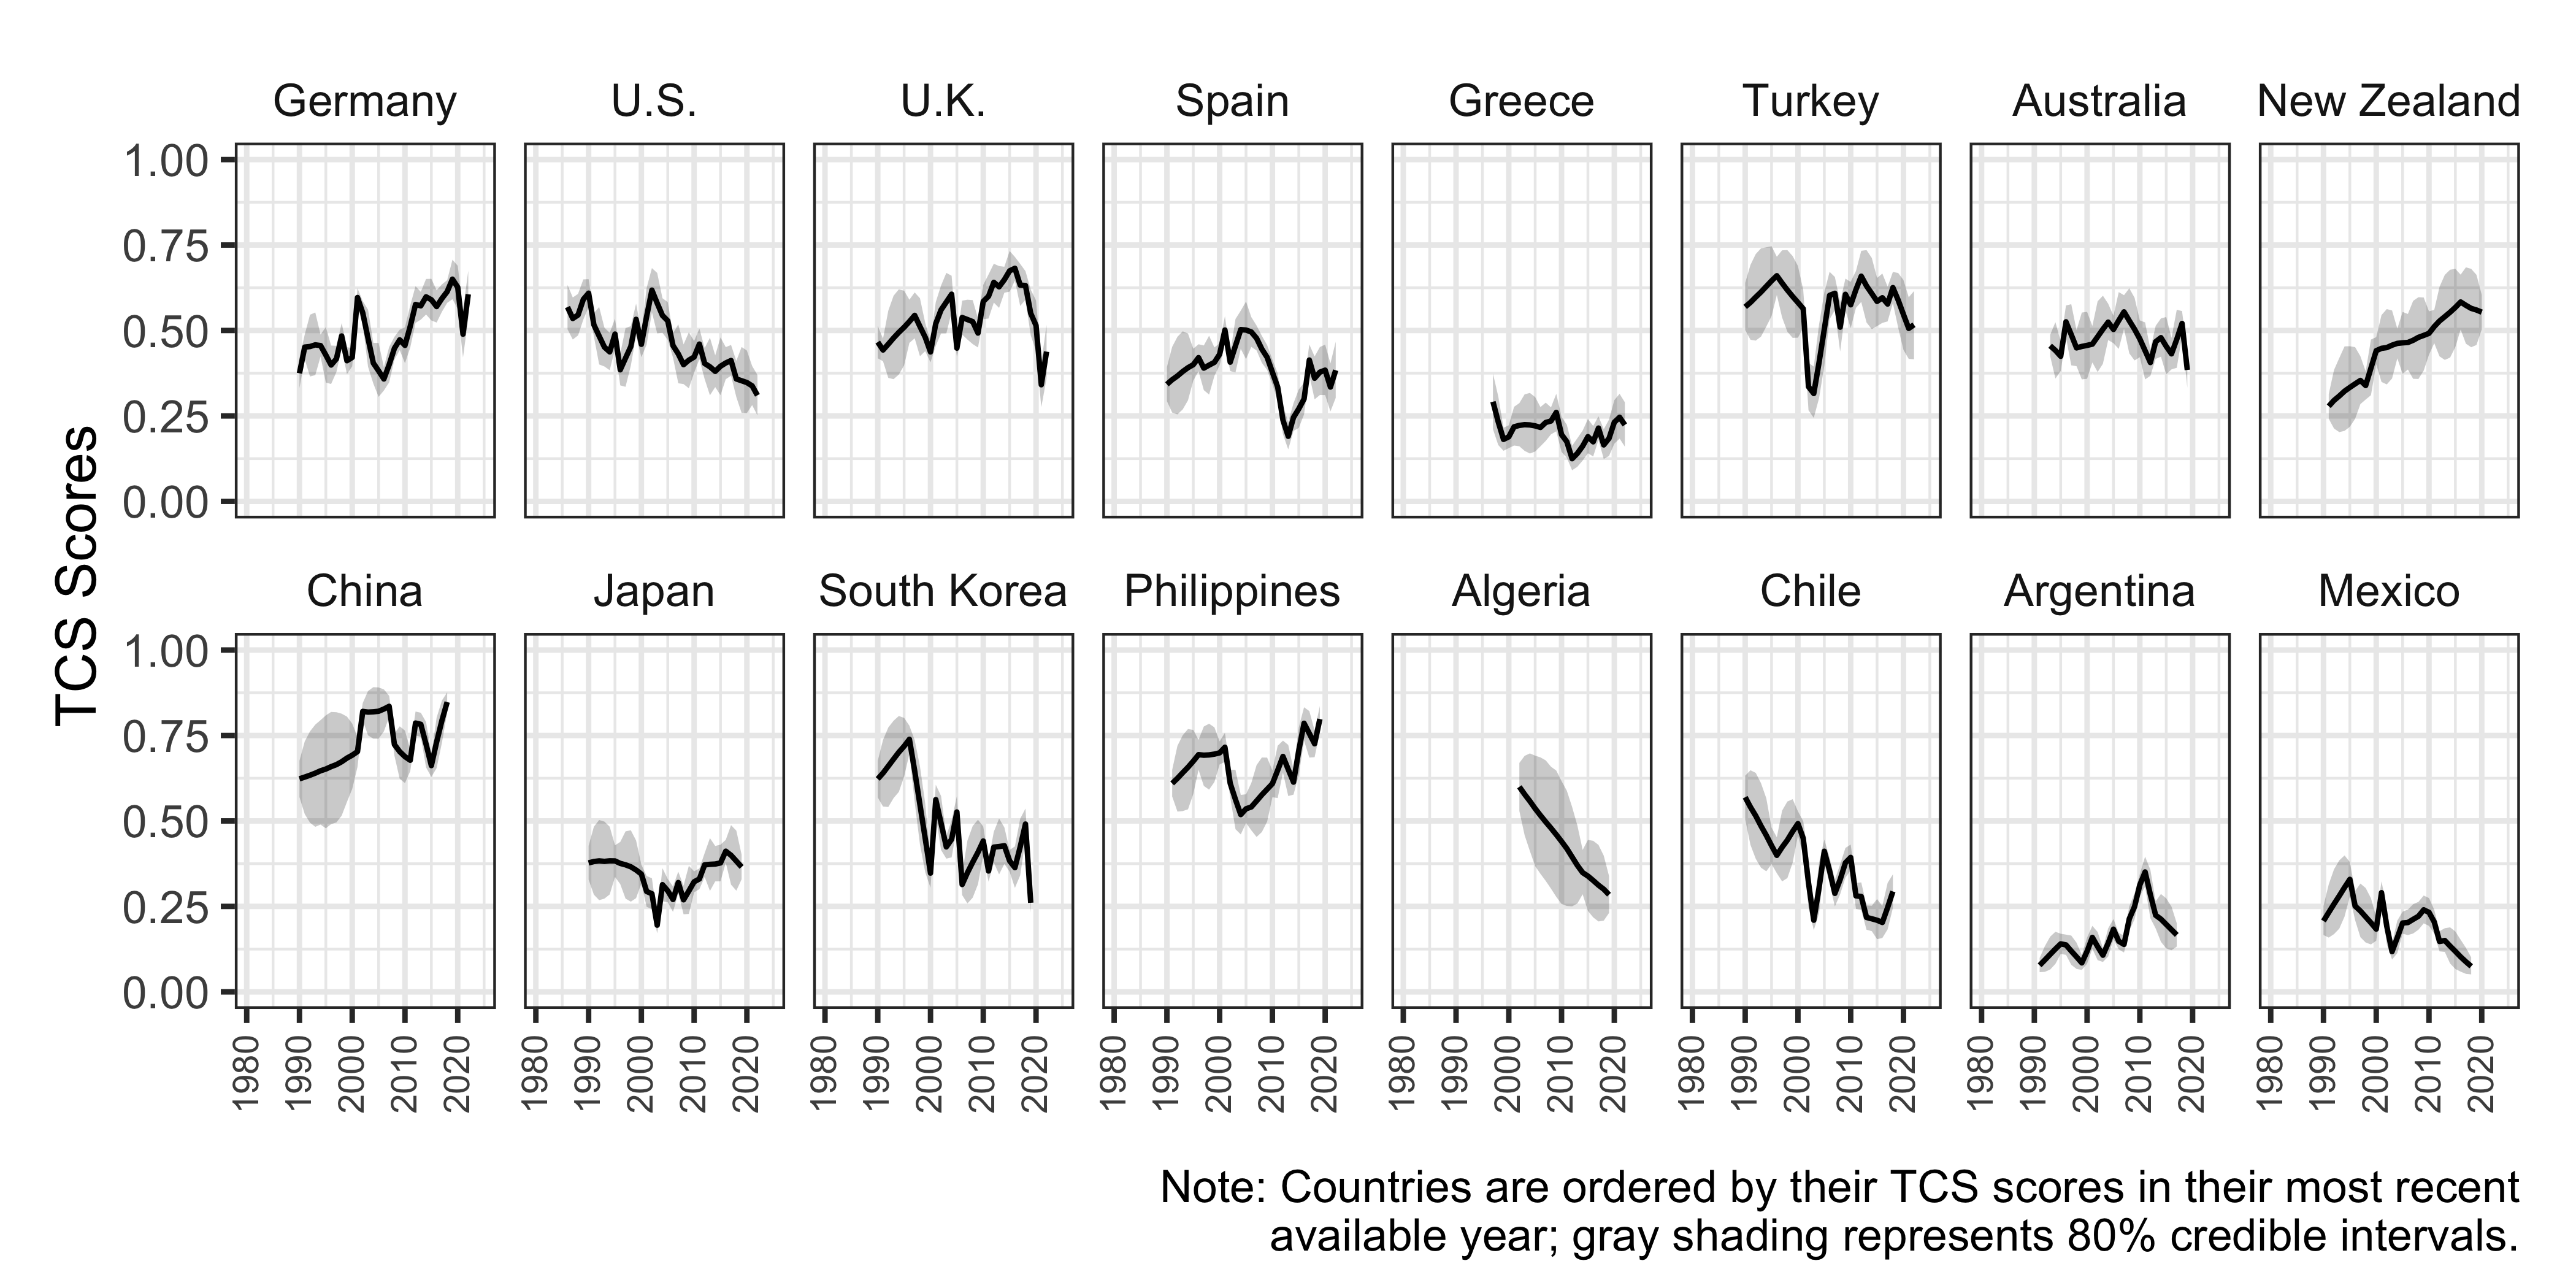 Germany U.S. U.K. Spain Greece Turkey Australia New Zealand
1.00
0.75
0.50
0.25
0.00
TCS Scores
China Japan South Korea Philippines Algeria Chile Argentina Mexico
1.00
0.75
0.50
0.25
0.00
1980 1990 2000 2010 2020 1980 1990 2000 2010 2020 1980 1990 2000 2010 2020 1980 1990 2000 2010 2020 1980 1990 2000 2010 2020 1980 1990 2000 2010 2020 1980 1990 2000 2010 2020 1980 1990 2000 2010 2020
Note: Countries are ordered by their TCS scores in their most recent
available year; gray shading represents 80% credible intervals.